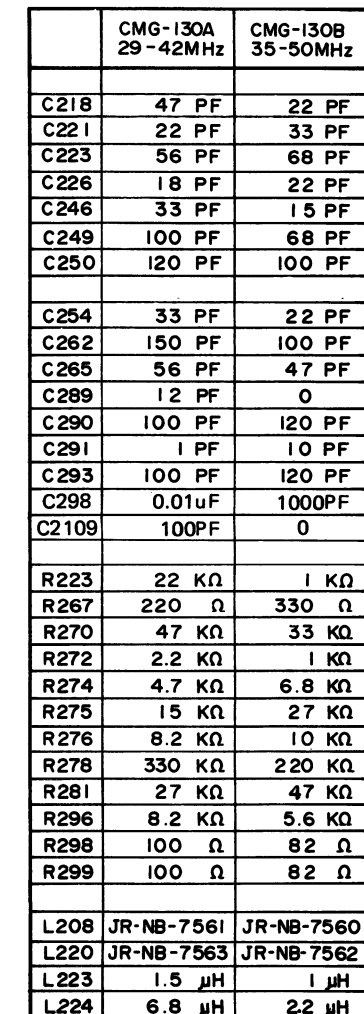 CMG-130A CMG-130B
29-42MHz 35-50MHz
C218 47 PF 22 PF
C221 22 PF 33 PF
C223 56 PF 68 PF
C226 18 PF 22 PF
C246 33 PF 15 PF
C249 100 PF 68 PF
C250 120 PF 100 PF
C254 33 PF 22 PF
C262 150 PF 100 PF
C265 56 PF 47 PF
C289 12 PF 0
C290 100 PF 120 PF
C291 1 PF 10 PF
C293 100 PF 120 PF
C298 0.01uF 1000PF
C2109 100PF 0
R223 22 KΩ 1 KΩ
R267 220 Ω 330 Ω
R270 47 KΩ 33 KΩ
R272 2.2 KΩ 1 KΩ
R274 4.7 KΩ 6.8 KΩ
R275 15 KΩ 27 KΩ
R276 8.2 KΩ 10 KΩ
R278 330 KΩ 220 KΩ
R281 27 KΩ 47 KΩ
R296 8.2 KΩ 5.6 KΩ
R298 100 Ω 82 Ω
R299 100 Ω 82 Ω
L208 JR-NB-7561 JR-NB-7560
L220 JR-NB-7563 JR-NB-7562
L223 1.5 μH 1 μH
L224 6.8 μH 2.2 μH